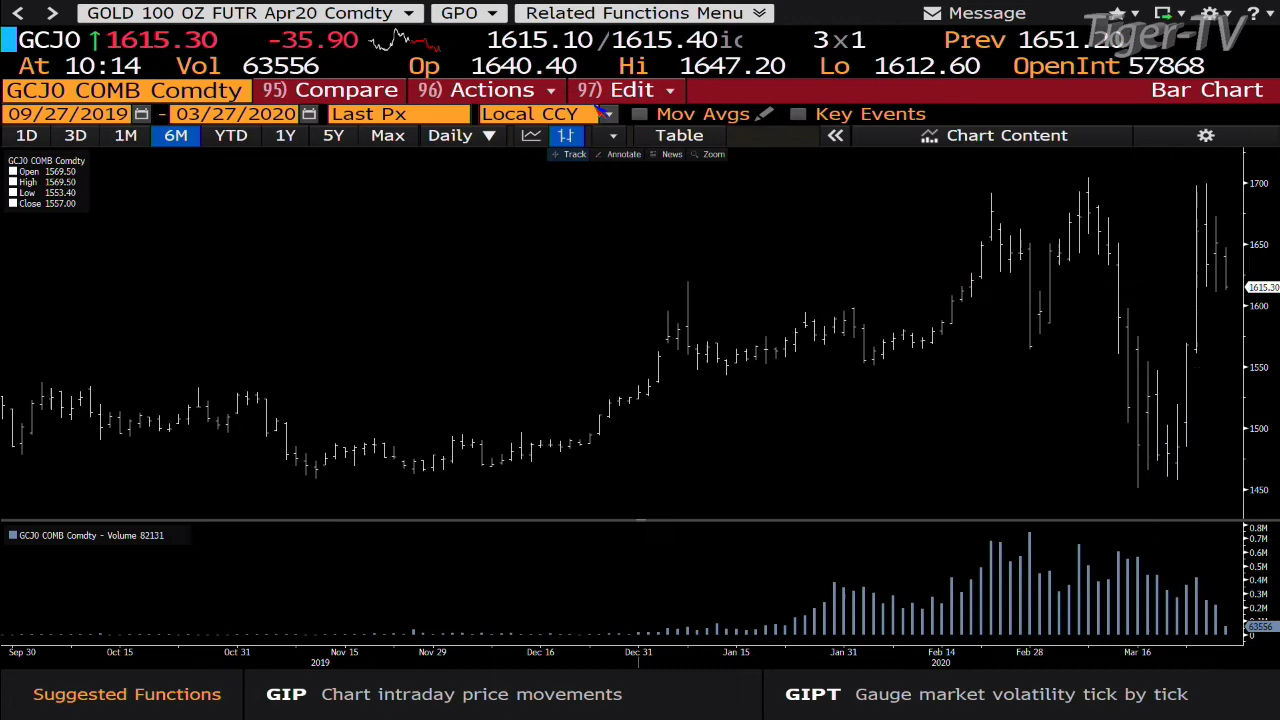 GOLD 100 OZ FUTR Apr20 Comdty GPO Related Functions Menu Message ?
GCJ0 ↑1615.30 -35.90 1615.10/1615.40 3x1 Prev 1651.20
Tiger-TV
At 10:14 Vol 63556 Op 1640.40 Hi 1647.20 Lo 1612.60 OpenInt 57868
GCJ0 COMB Comdty 95) Compare 96) Actions 97) Edit Bar Chart
09/27/2019 - 03/27/2020 Last Px Local CCY Mov Avgs Key Events
1D 3D 1M 6M YTD 1Y 5Y Max Daily ▼ Table « Chart Content
Track Annotate News Zoom
GCJ0 COMB Comdty
Open 1569.50
High 1569.50
Low 1553.40
Close 1557.00
1700
1650
1615.30
1600
1550
1500
1450
GCJ0 COMB Comdty - Volume 82131
0.8M
0.7M
0.6M
0.5M
0.4M
0.3M
0.2M
63556
0
Sep 30 Oct 15 Oct 31 Nov 15 Nov 29 Dec 16 Dec 31 Jan 15 Jan 31 Feb 14 Feb 28 Mar 16
2019 2020
Suggested Functions GIP Chart intraday price movements GIPT Gauge market volatility tick by tick